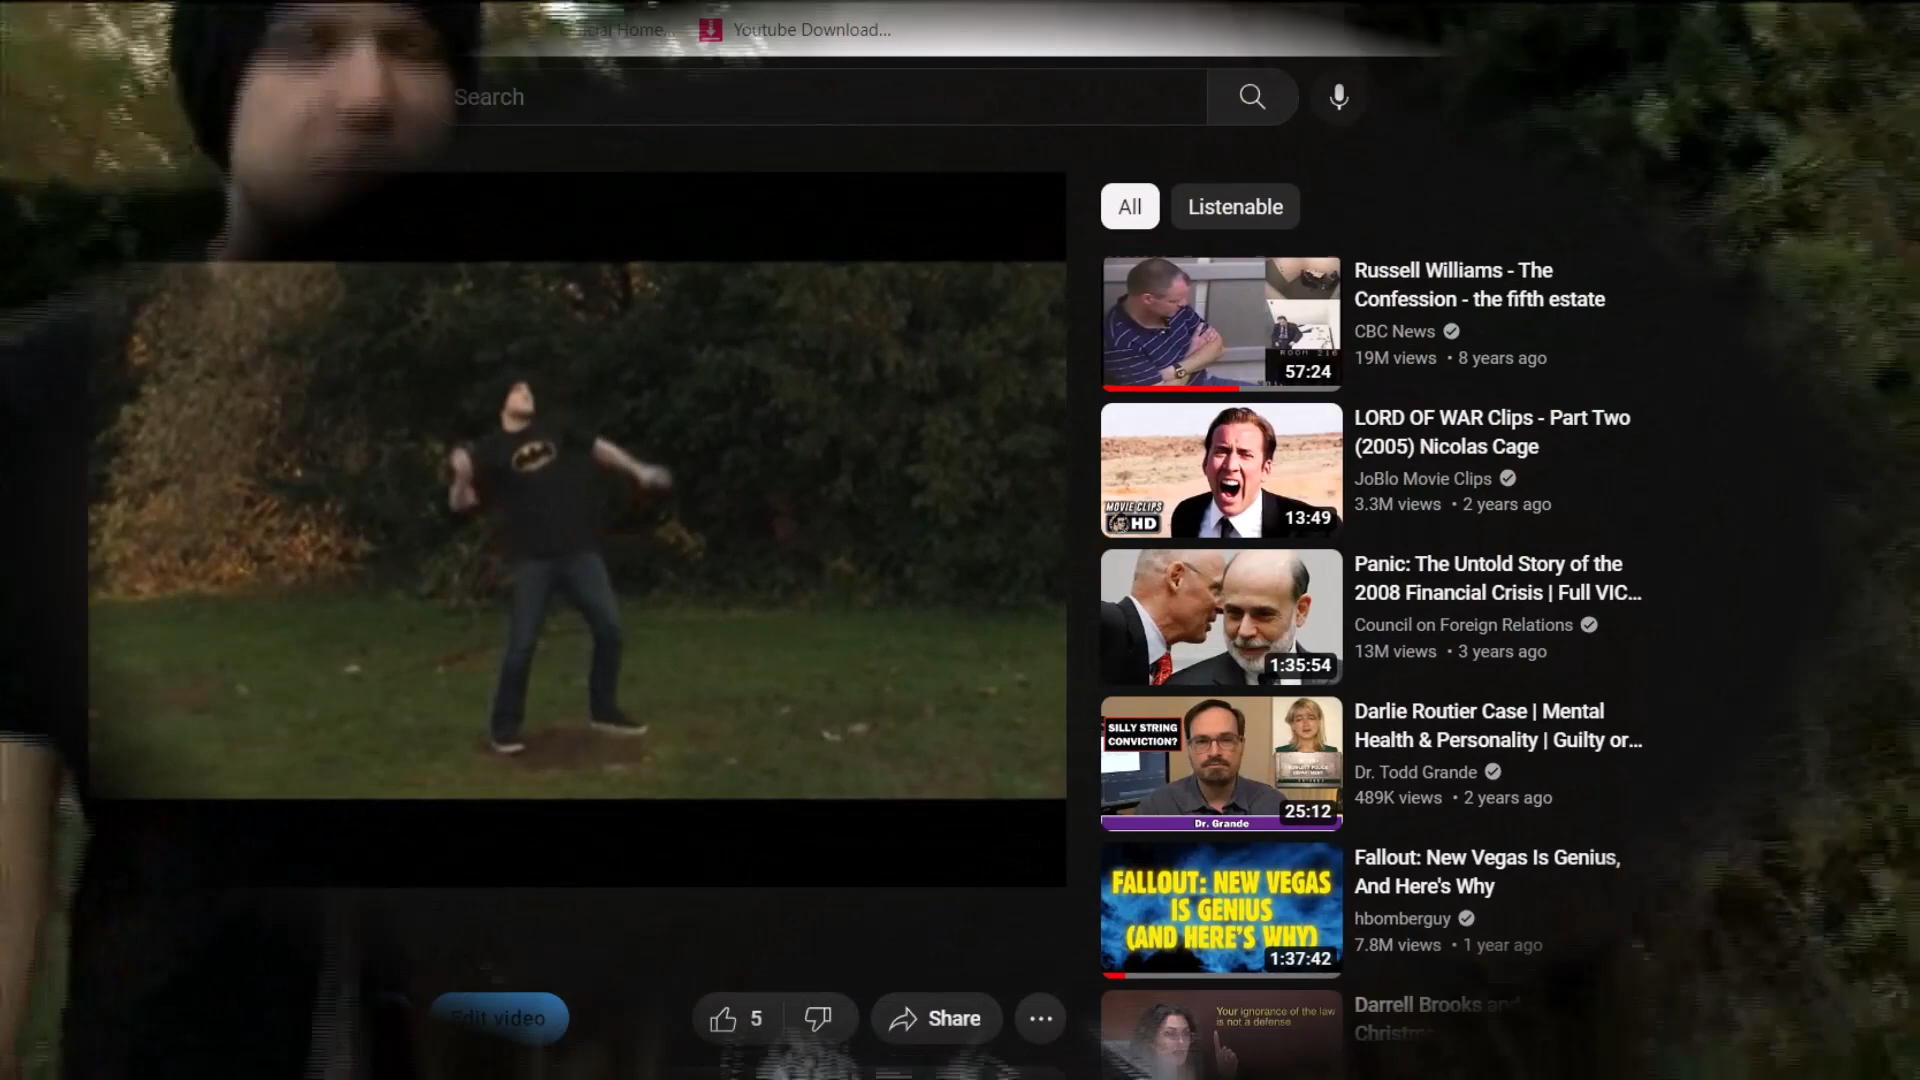 Home...
Youtube Download...
Search
All
Listenable
Russell Williams - The
Confession - the fifth estate
CBC News
19M views • 8 years ago
ROOM 216
57:24
LORD OF WAR Clips - Part Two
(2005) Nicolas Cage
JoBlo Movie Clips
3.3M views • 2 years ago
MOVIE CLIPS
HD
13:49
Panic: The Untold Story of the
2008 Financial Crisis | Full VIC...
Council on Foreign Relations
13M views • 3 years ago
1:35:54
Darlie Routier Case | Mental
Health & Personality | Guilty or...
Dr. Todd Grande
489K views • 2 years ago
SILLY STRING
CONVICTION?
25:12
Dr. Grande
Fallout: New Vegas Is Genius,
And Here's Why
hbomberguy
7.8M views • 1 year ago
FALLOUT: NEW VEGAS
IS GENIUS
(AND HERE'S WHY)
1:37:42
Edit video
5
Share
Darrell Brooks and
Your ignorance of the law
is not a defense